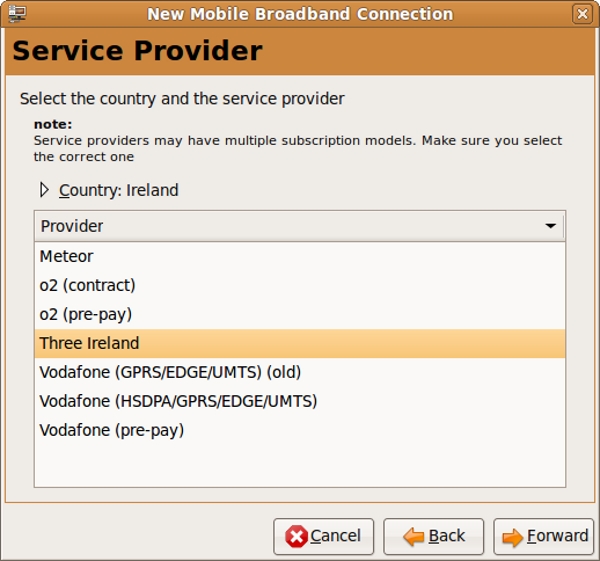 New Mobile Broadband Connection
Service Provider
Select the country and the service provider
note:
Service providers may have multiple subscription models. Make sure you select
the correct one
Country: Ireland
Provider
Meteor
o2 (contract)
o2 (pre-pay)
Three Ireland
Vodafone (GPRS/EDGE/UMTS) (old)
Vodafone (HSDPA/GPRS/EDGE/UMTS)
Vodafone (pre-pay)
Cancel Back Forward